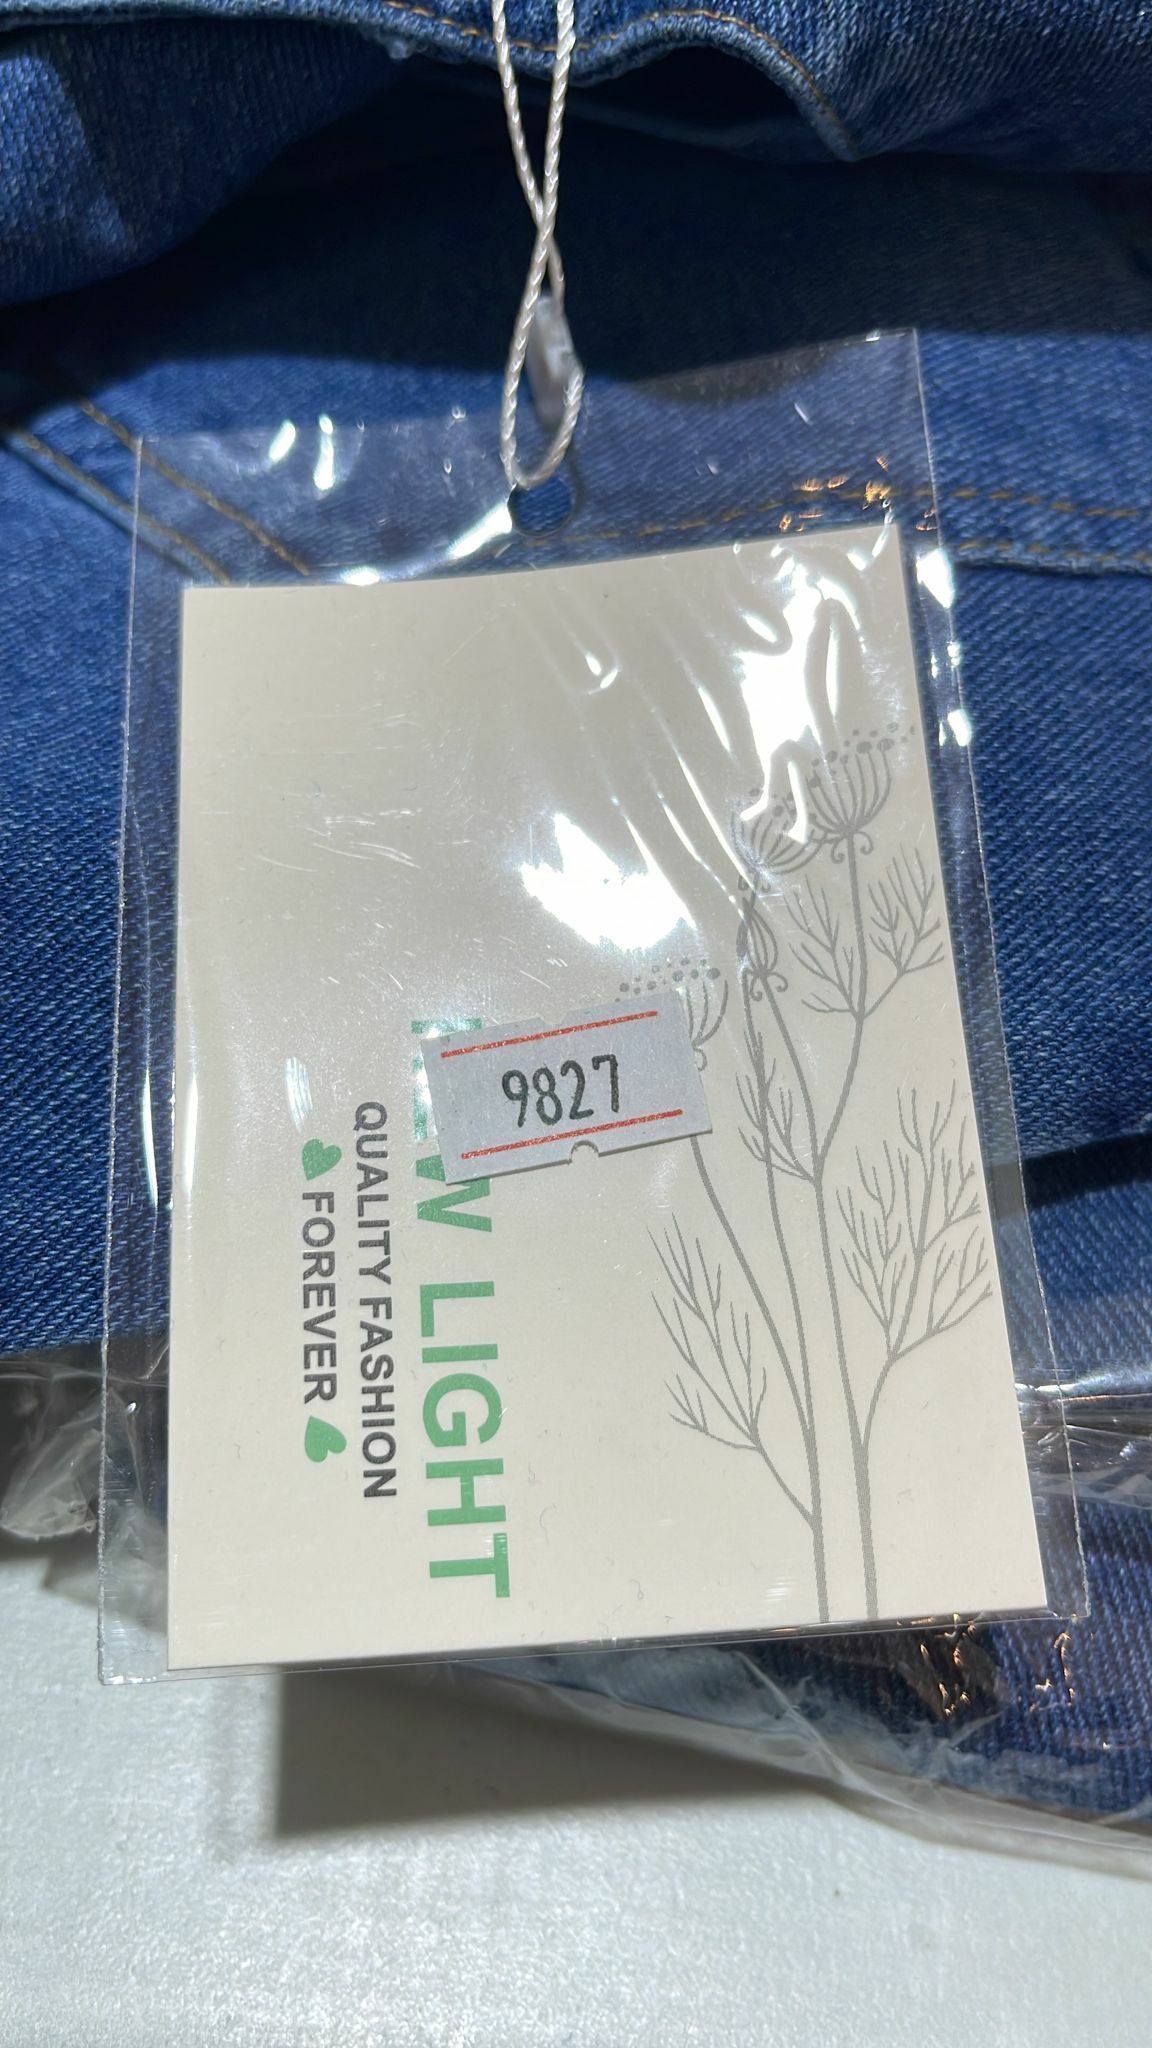 9827
LIGHT
QUALITY FASHION
FOREVER